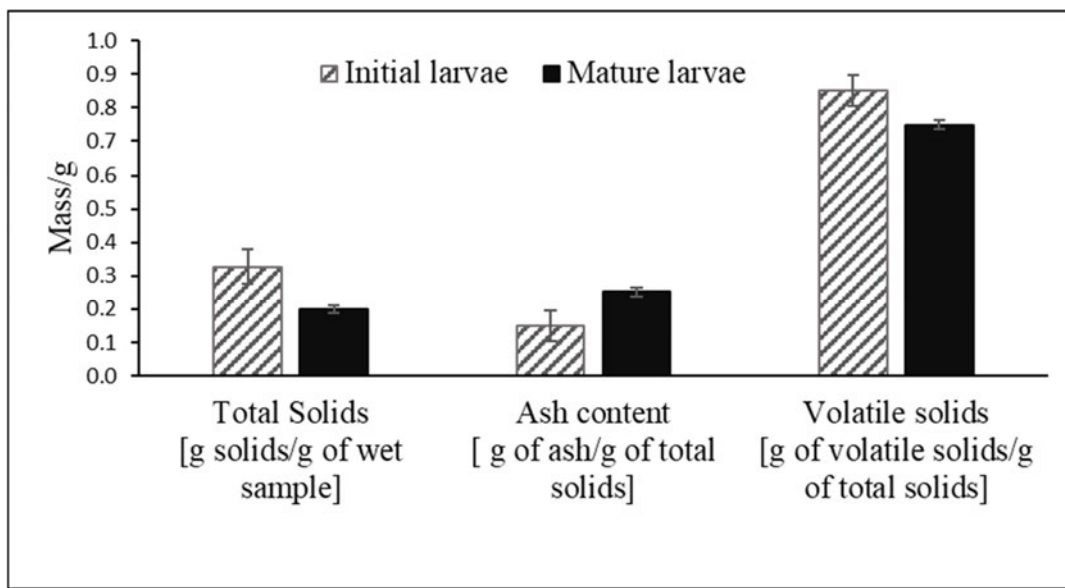 1.0
0.9
0.8
0.7
0.6
0.5
0.4
0.3
0.2
0.1
0.0
Mass/g
Initial larvae
Mature larvae
Total Solids
[g solids/g of wet
sample]
Ash content
[ g of ash/g of total
solids]
Volatile solids
[g of volatile solids/g
of total solids]